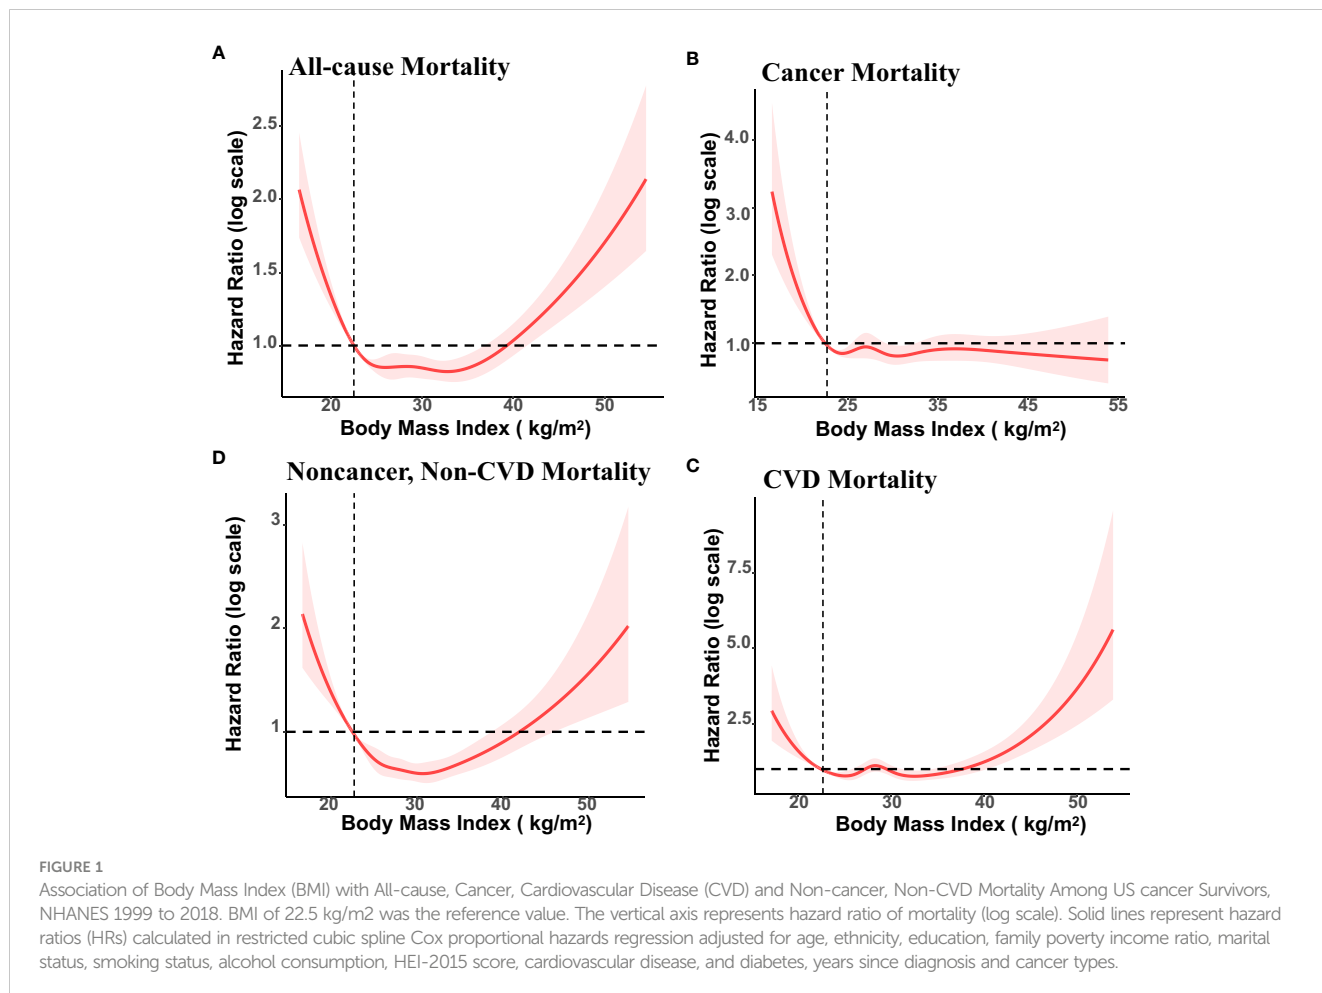 A
All-cause Mortality
Hazard Ratio (log scale)
2.5
2.0
1.5
1.0
20 30 40 50
Body Mass Index ( kg/m²)
B
Cancer Mortality
Hazard Ratio (log scale)
4.0
3.0
2.0
1.0
15 25 35 45 55
Body Mass Index ( kg/m²)
D
Noncancer, Non-CVD Mortality
Hazard Ratio (log scale)
3
2
1
20 30 40 50
Body Mass Index ( kg/m²)
C
CVD Mortality
Hazard Ratio (log scale)
7.5
5.0
2.5
20 30 40 50
Body Mass Index ( kg/m²)
FIGURE 1
Association of Body Mass Index (BMI) with All-cause, Cancer, Cardiovascular Disease (CVD) and Non-cancer, Non-CVD Mortality Among US cancer Survivors,
NHANES 1999 to 2018. BMI of 22.5 kg/m2 was the reference value. The vertical axis represents hazard ratio of mortality (log scale). Solid lines represent hazard
ratios (HRs) calculated in restricted cubic spline Cox proportional hazards regression adjusted for age, ethnicity, education, family poverty income ratio, marital
status, smoking status, alcohol consumption, HEI-2015 score, cardiovascular disease, and diabetes, years since diagnosis and cancer types.